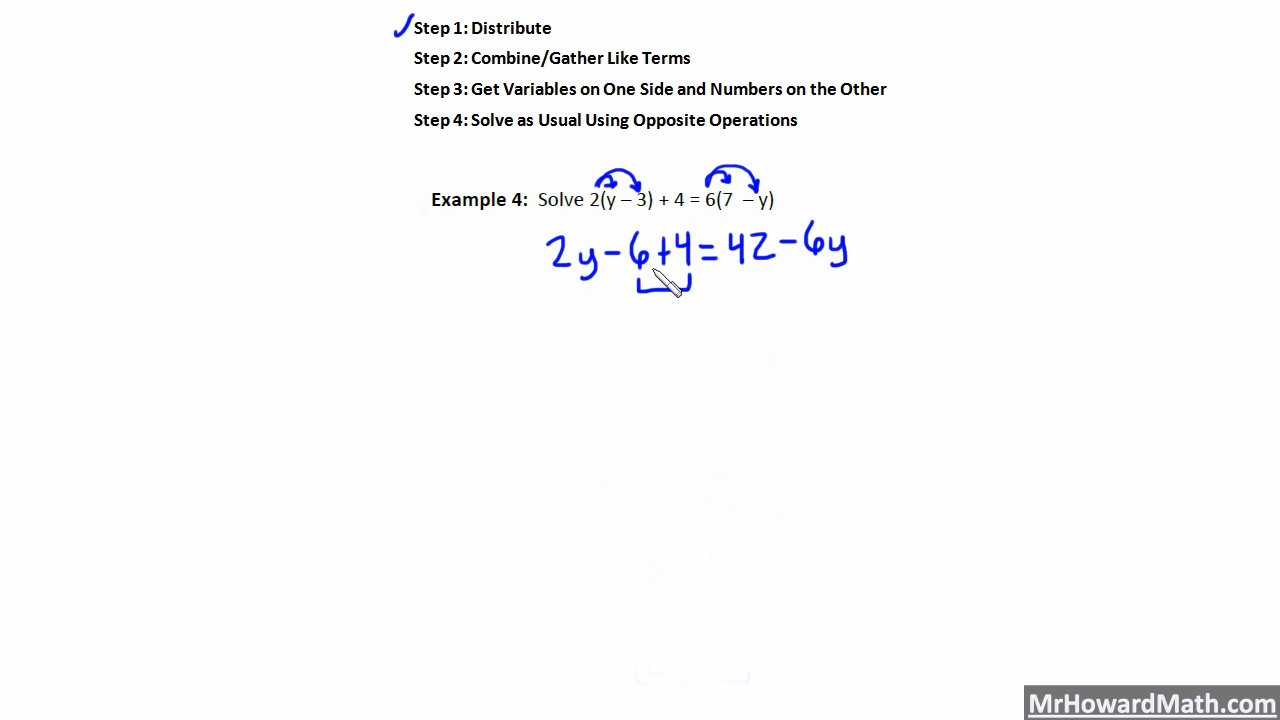 Step 1: Distribute
Step 2: Combine/Gather Like Terms
Step 3: Get Variables on One Side and Numbers on the Other
Step 4: Solve as Usual Using Opposite Operations
Example 4: Solve 2(y – 3) + 4 = 6(7 – y)
2y - 6 + 4 = 42 - 6y
MrHowardMath.com